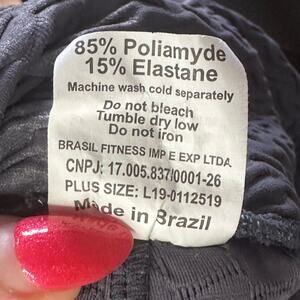 85% Poliamyde
15% Elastane
Machine wash cold separately
Do not bleach
Tumble dry low
Do not iron
BRASIL FITNESS IMP E EXP LTDA.
CNPJ: 17.005.837/0001-26
PLUS SIZE: L19-0112519
Made in Brazil